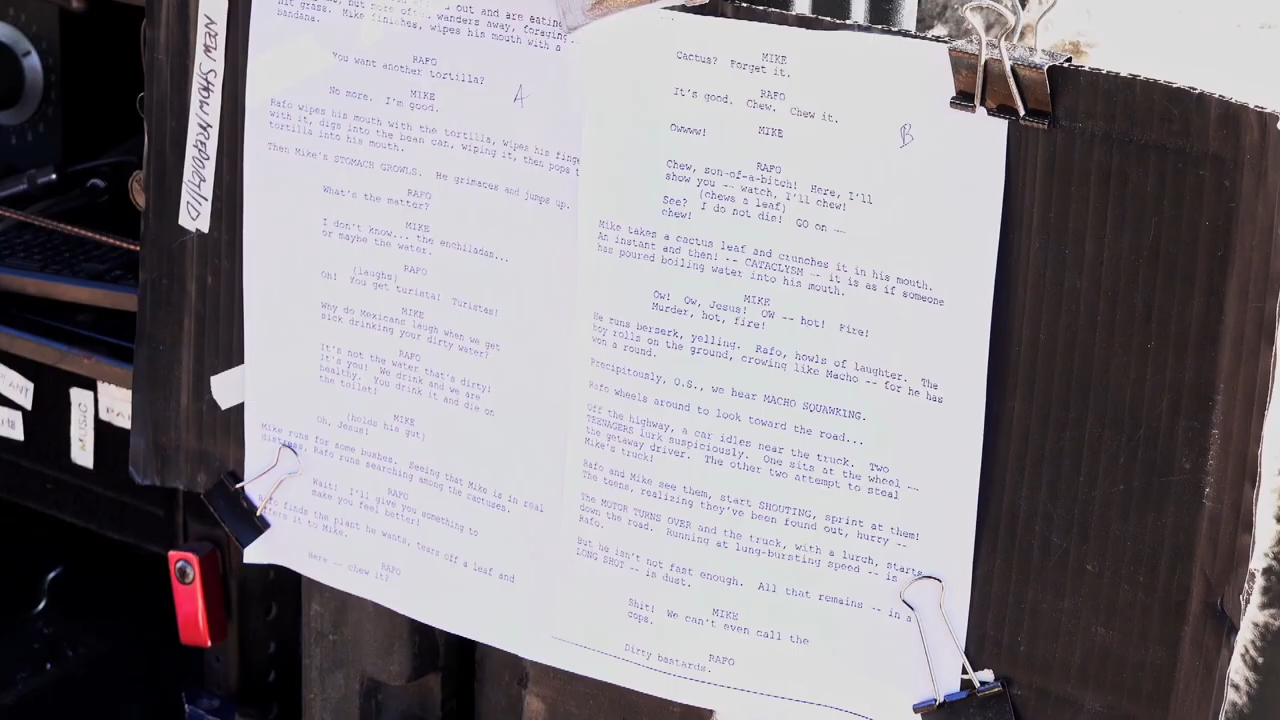 NEW SHOW
MUSIC
out and are eating
but
wanders away, foraging
hit grass. Mike finishes, wipes his mouth with a
bandana.
RAFO
You want another tortilla?
MIKE
No more. I'm good.
A
Rafo wipes his mouth with the tortilla, wipes his
with it, digs into the bean can, wiping it, then pops
tortilla into his mouth.
Then Mike's STOMACH GROWLS. He grimaces and jumps up.
RAFO
What's the matter?
MIKE
I don't know... the enchiladas...
or maybe the water.
RAFO
(laughs)
Oh! You get turista! Turistas!
MIKE
Why do Mexicans laugh when we get
sick drinking your dirty water?
RAFO
It's not the water that's dirty!
It's you! We drink and we are
healthy. You drink it and die on
the toilet!
MIKE
(holds his gut)
Oh, Jesus!
Mike runs for some bushes. Seeing that Mike is in real
distress, Rafo runs searching among the cactuses.
RAFO
Wait! I'll give you something to
make you feel better!
Rafo finds the plant he wants, tears off a leaf and
offers it to Mike.
RAFO
Here -- chew it?
MIKE
Cactus? Forget it.
RAFO
It's good. Chew. Chew it.
MIKE
Owwww!
B
RAFO
Chew, son-of-a-bitch! Here, I'll
show you -- watch, I'll chew!
(chews a leaf)
See? I do not die! GO on --
chew!
Mike takes a cactus leaf and crunches it in his mouth.
An instant and then! -- CATACLYSM -- it is as if someone
has poured boiling water into his mouth.
MIKE
Ow! Ow, Jesus! OW -- hot! Fire!
Murder, hot, fire!
He runs berserk, yelling. Rafo, howls of laughter. The
boy rolls on the ground, crowing like Macho -- for he has
won a round.
Precipitously, O.S., we hear MACHO SQUAWKING.
Rafo wheels around to look toward the road...
Off the highway, a car idles near the truck. Two
TEENAGERS lurk suspiciously. One sits at the wheel --
the getaway driver. The other two attempt to steal
Mike's truck!
Rafo and Mike see them, start SHOUTING, sprint at them!
The teens, realizing they've been found out, hurry --
The MOTOR TURNS OVER and the truck, with a lurch, starts
down the road. Running at lung-bursting speed -- is
Rafo.
But he isn't fast enough. All that remains -- in a
LONG SHOT -- is dust.
MIKE
Shit! We can't even call the
cops.
RAFO
Dirty bastards.